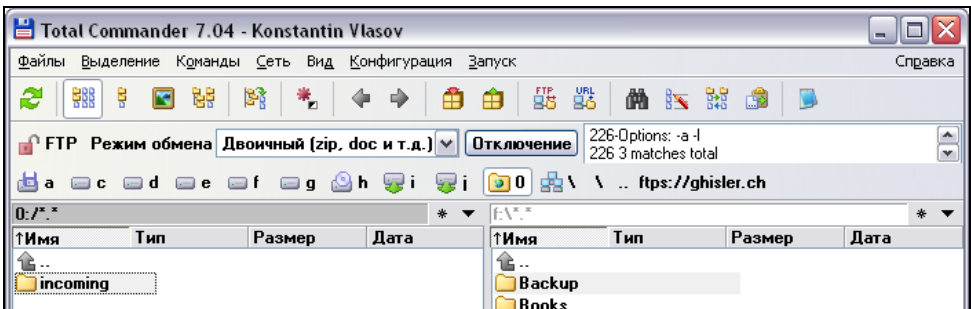 Total Commander 7.04 - Konstantin Vlasov
Файлы Выделение Команды Сеть Вид Конфигурация Запуск Справка
FTP URL
FTP Режим обмена Двоичный (zip, doc и т.д.) Отключение
226-Options: -a -l
226 3 matches total
a c d e f g h i j 0 \ \ .. ftps://ghisler.ch
0:/*.* * ▼ f:\*.* * ▼
↑Имя Тип Размер Дата ↑Имя Тип Размер Дата
.. ..
incoming Backup
Books